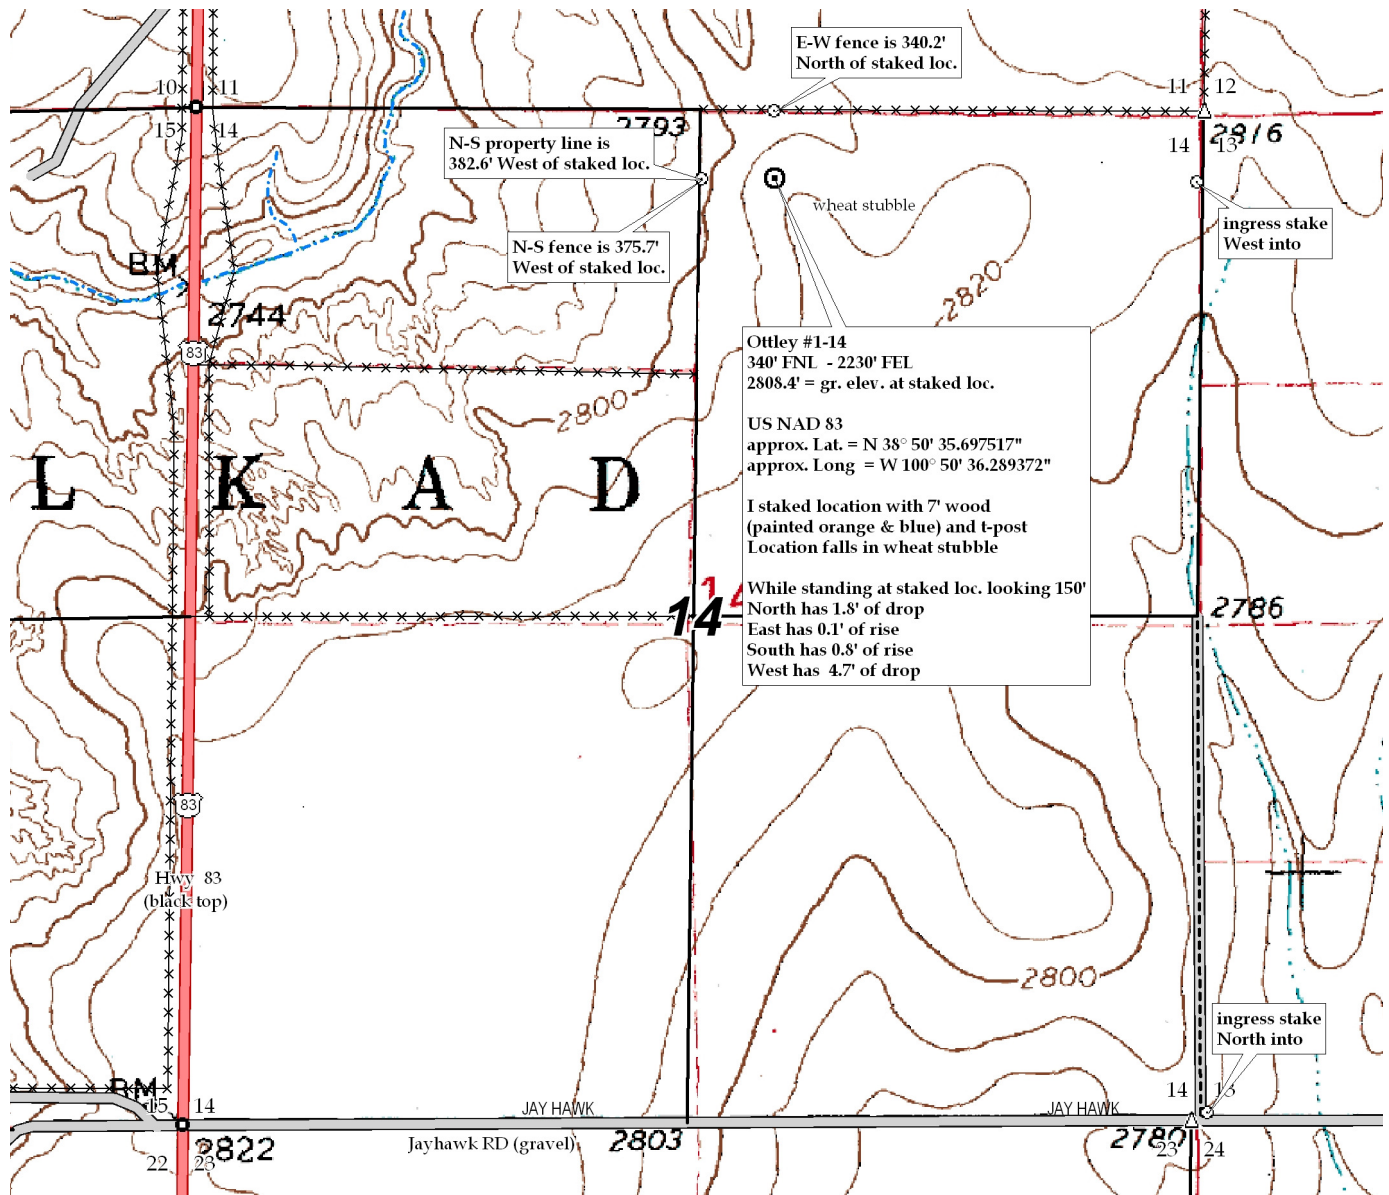 E-W fence is 340.2'
North of staked loc.
10 11
15 14
11 12
14 13
2793
2816
N-S property line is
382.6' West of staked loc.
wheat stubble
N-S fence is 375.7'
West of staked loc.
ingress stake
West into
BM
2744
2820
83
Ottley #1-14
340' FNL - 2230' FEL
2808.4' = gr. elev. at staked loc.
US NAD 83
approx. Lat. = N 38° 50' 35.697517"
approx. Long = W 100° 50' 36.289372"
I staked location with 7' wood
(painted orange & blue) and t-post
Location falls in wheat stubble
While standing at staked loc. looking 150'
North has 1.8' of drop
East has 0.1' of rise
South has 0.8' of rise
West has 4.7' of drop
2800
L K A D
14
14
2786
83
Hwy 83
(black top)
2800
ingress stake
North into
BM
15 14
14 13
JAY HAWK
JAY HAWK
Jayhawk RD (gravel)
2822
2803
2780
22 23
23 24